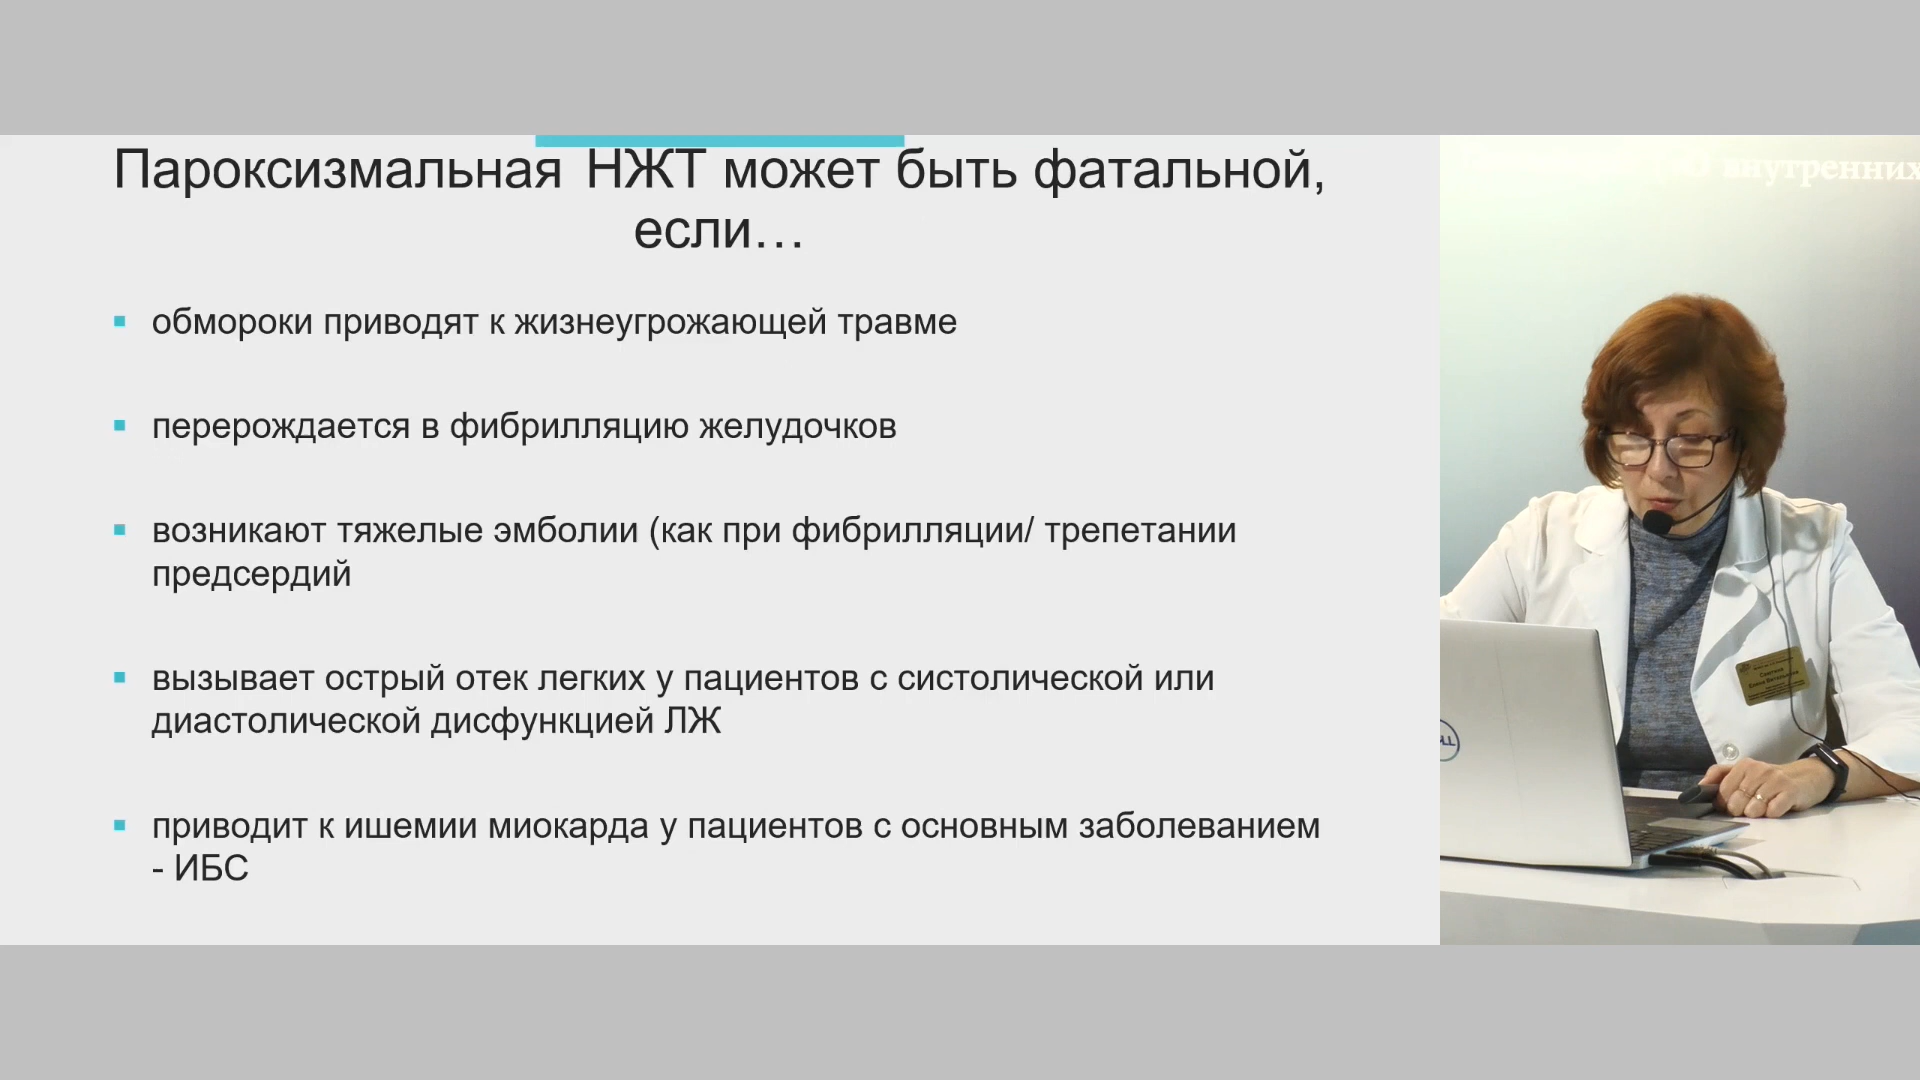 Пароксизмальная НЖТ может быть фатальной,
если…
▪ обмороки приводят к жизнеугрожающей травме
▪ перерождается в фибрилляцию желудочков
▪ возникают тяжелые эмболии (как при фибрилляции/ трепетании
предсердий
▪ вызывает острый отек легких у пациентов с систолической или
диастолической дисфункцией ЛЖ
▪ приводит к ишемии миокарда у пациентов с основным заболеванием
- ИБС
внутренних